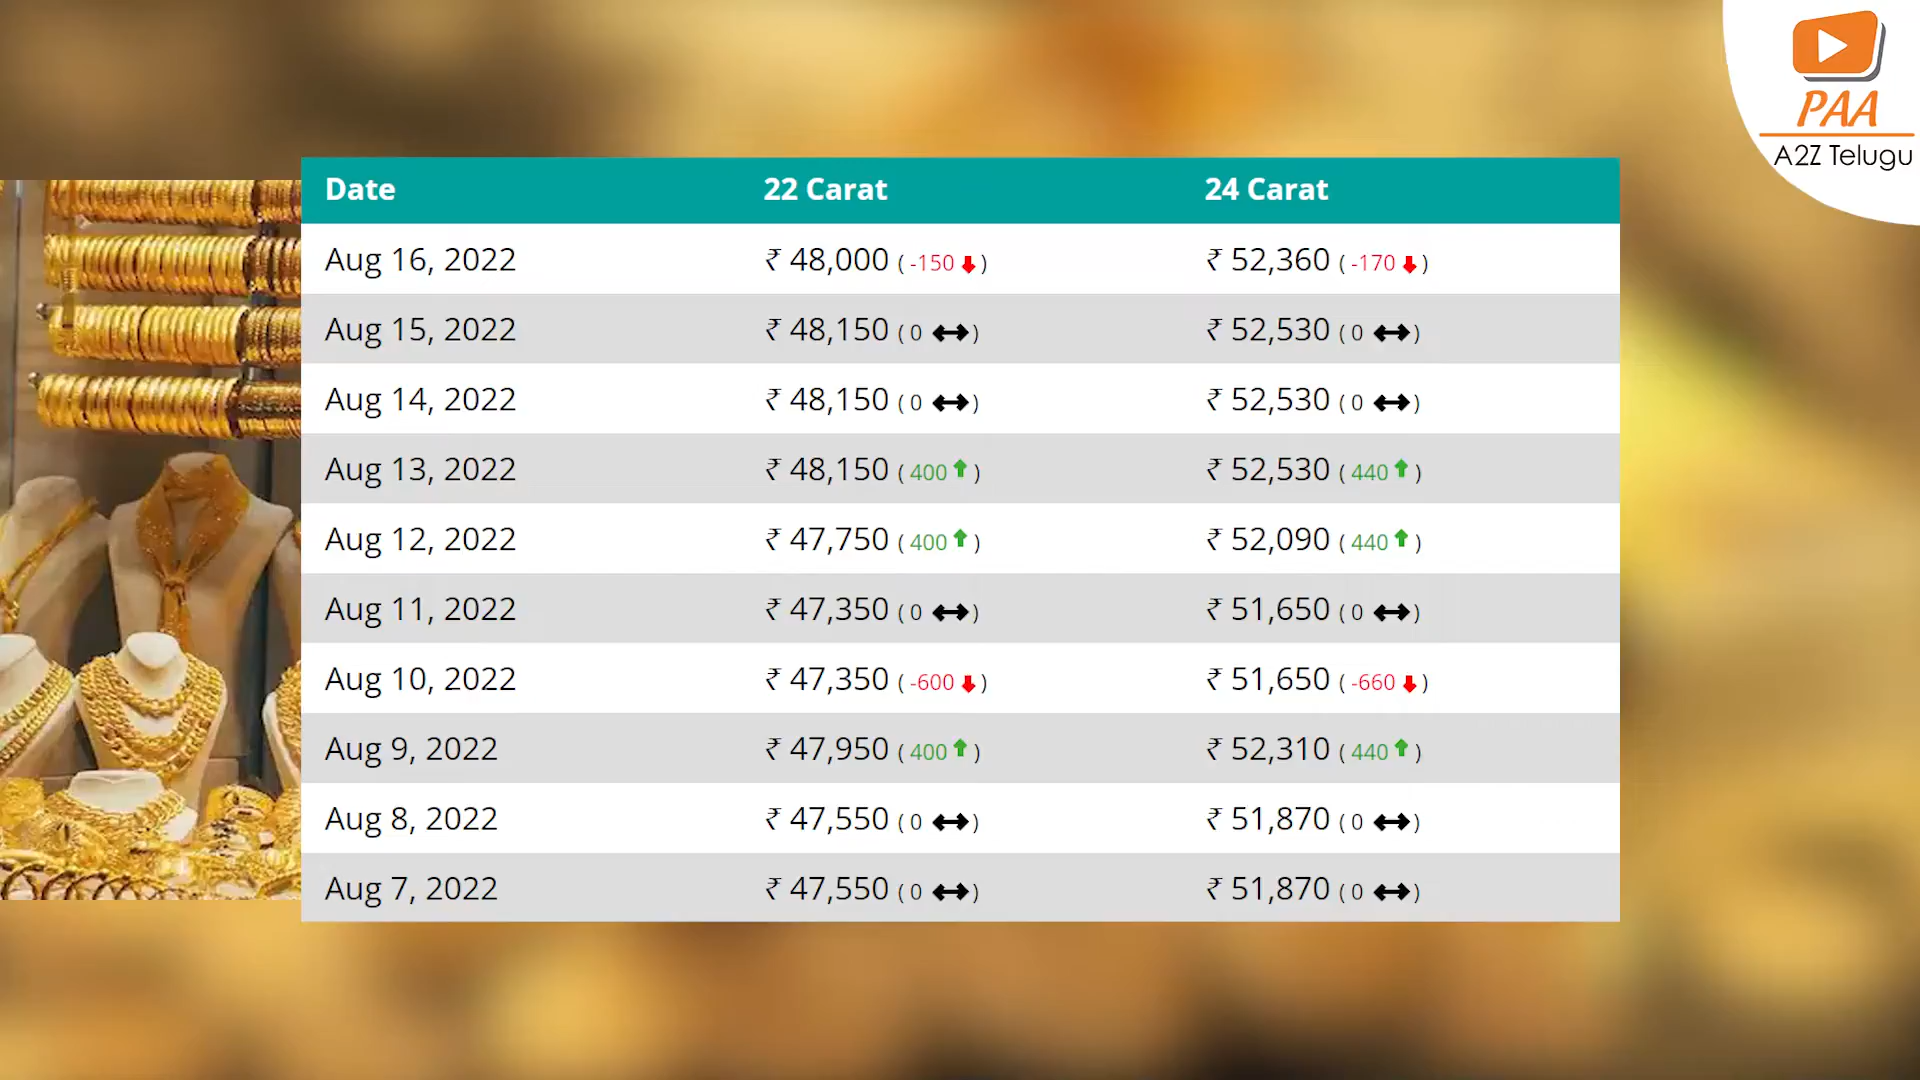 PAA
A2Z Telugu
Date 22 Carat 24 Carat
Aug 16, 2022 ₹ 48,000 ( -150 ⬇ ) ₹ 52,360 ( -170 ⬇ )
Aug 15, 2022 ₹ 48,150 ( 0 ↔ ) ₹ 52,530 ( 0 ↔ )
Aug 14, 2022 ₹ 48,150 ( 0 ↔ ) ₹ 52,530 ( 0 ↔ )
Aug 13, 2022 ₹ 48,150 ( 400 ⬆ ) ₹ 52,530 ( 440 ⬆ )
Aug 12, 2022 ₹ 47,750 ( 400 ⬆ ) ₹ 52,090 ( 440 ⬆ )
Aug 11, 2022 ₹ 47,350 ( 0 ↔ ) ₹ 51,650 ( 0 ↔ )
Aug 10, 2022 ₹ 47,350 ( -600 ⬇ ) ₹ 51,650 ( -660 ⬇ )
Aug 9, 2022 ₹ 47,950 ( 400 ⬆ ) ₹ 52,310 ( 440 ⬆ )
Aug 8, 2022 ₹ 47,550 ( 0 ↔ ) ₹ 51,870 ( 0 ↔ )
Aug 7, 2022 ₹ 47,550 ( 0 ↔ ) ₹ 51,870 ( 0 ↔ )